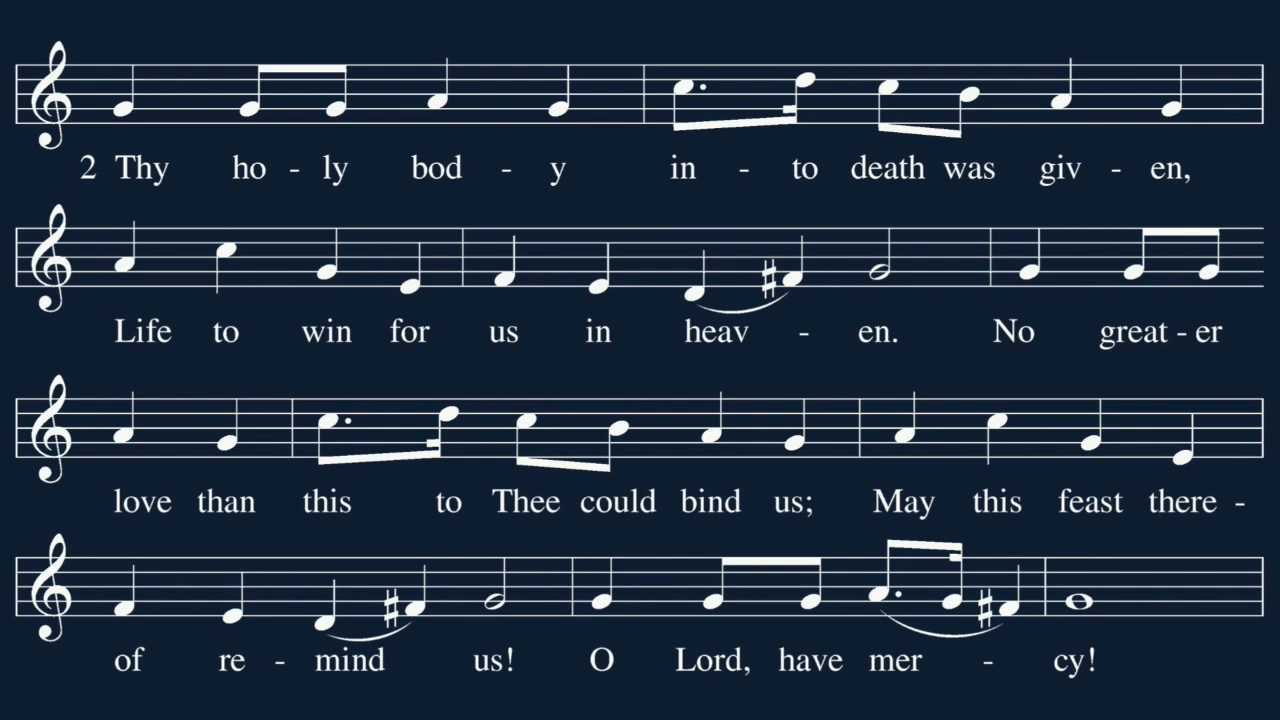 2 Thy ho - ly bod - y in - to death was giv - en,
Life to win for us in heav - en. No great - er
love than this to Thee could bind us; May this feast there -
of re - mind us! O Lord, have mer - cy!